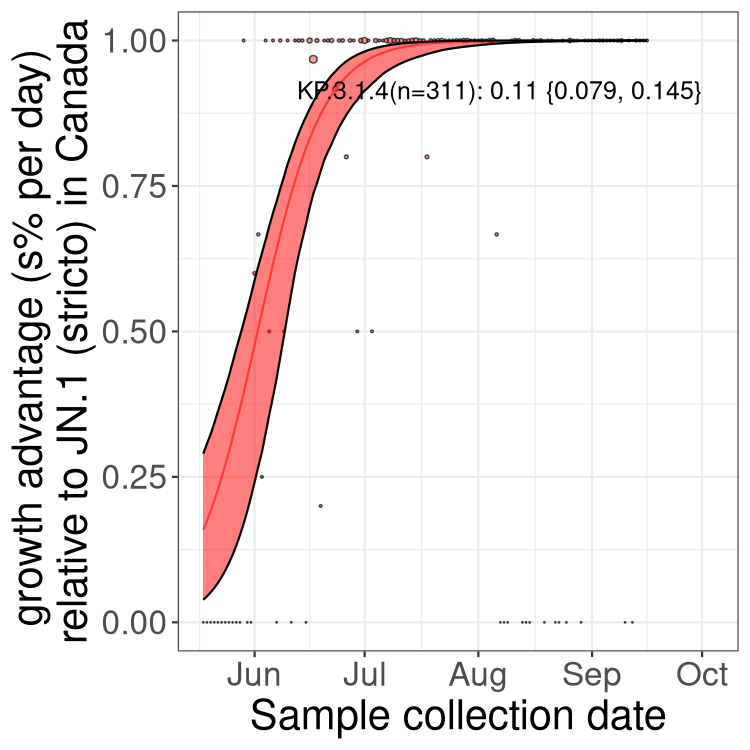 growth advantage (s% per day)
relative to JN.1 (stricto) in Canada
1.00
0.75
0.50
0.25
0.00
KP.3.1.4(n=311): 0.11 {0.079, 0.145}
Jun Jul Aug Sep Oct
Sample collection date